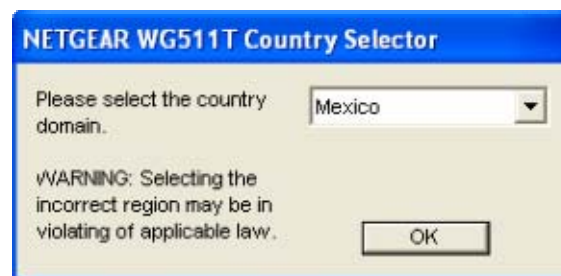 NETGEAR WG511T Country Selector
Please select the country
domain.
Mexico
WARNING: Selecting the
incorrect region may be in
violating of applicable law.
OK